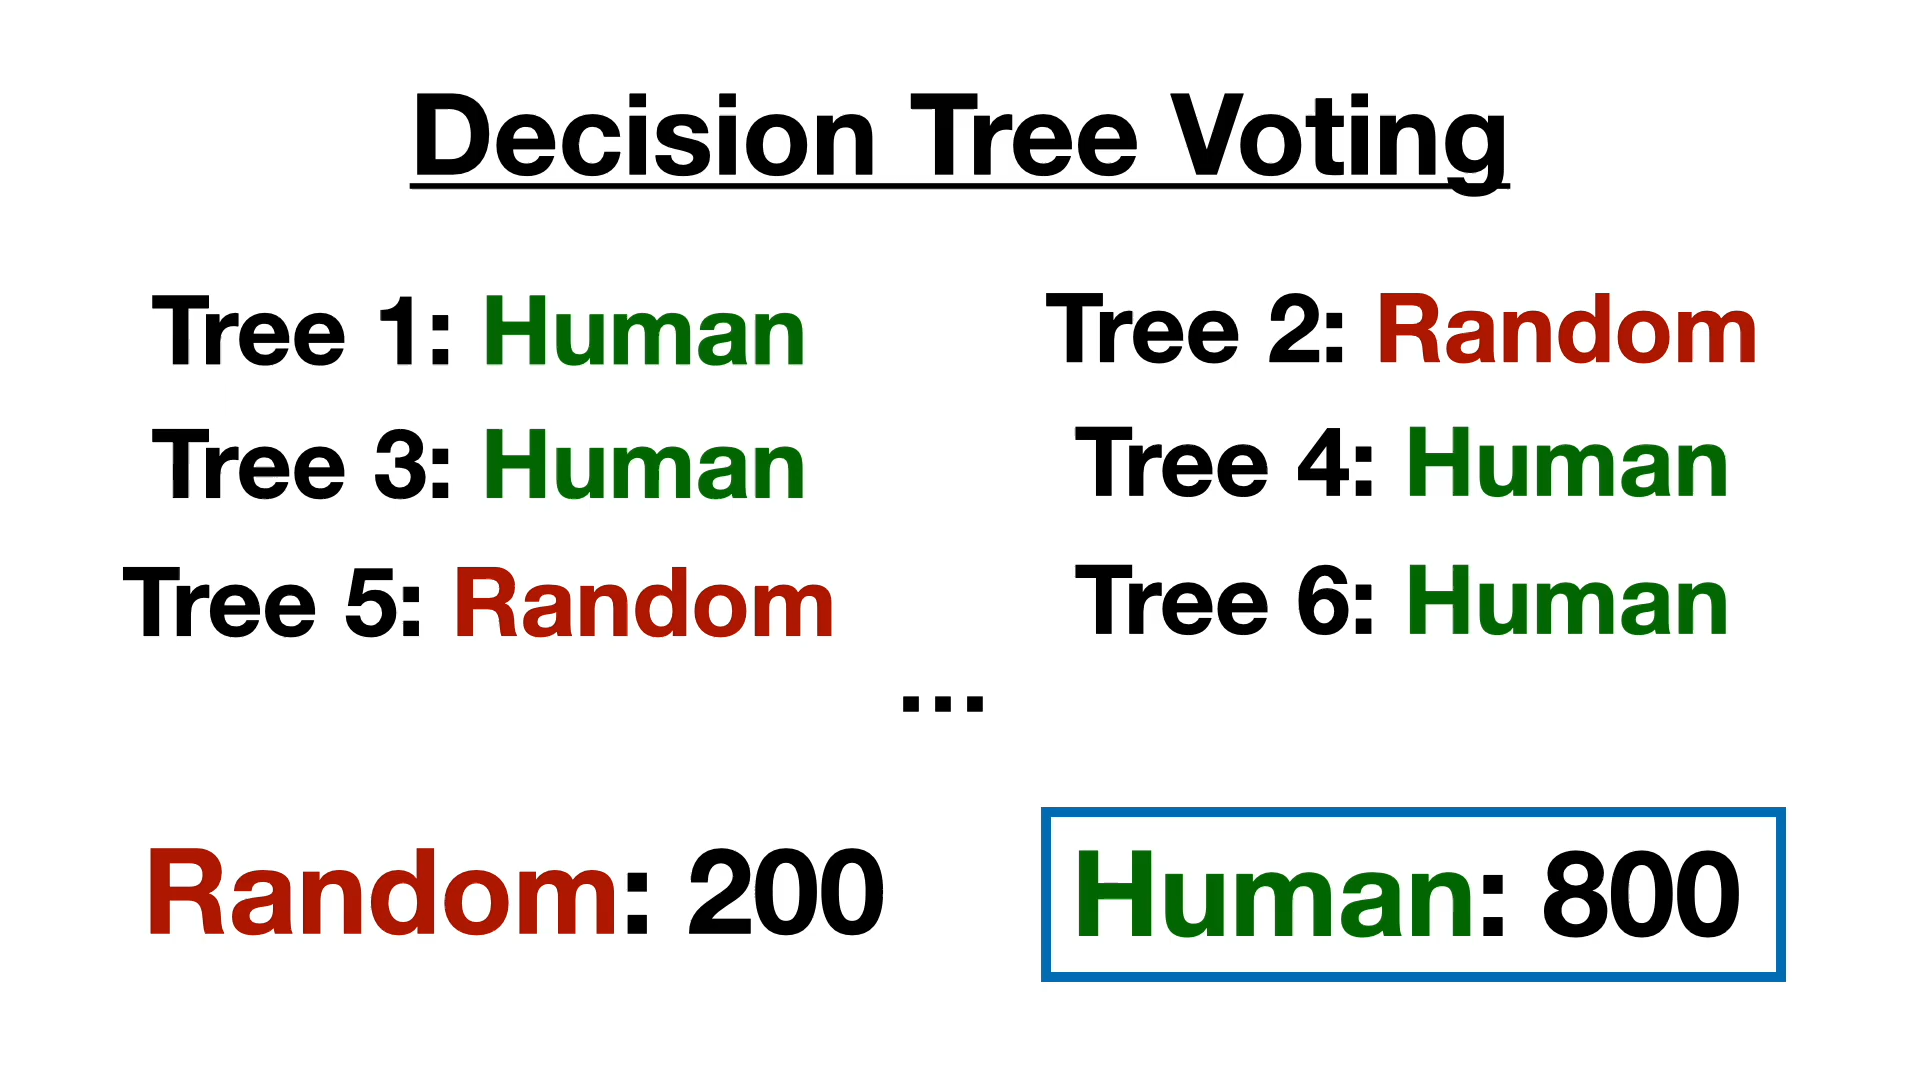 Decision Tree Voting
Tree 1: Human
Tree 2: Random
Tree 3: Human
Tree 4: Human
Tree 5: Random
Tree 6: Human
...
Random: 200
Human: 800